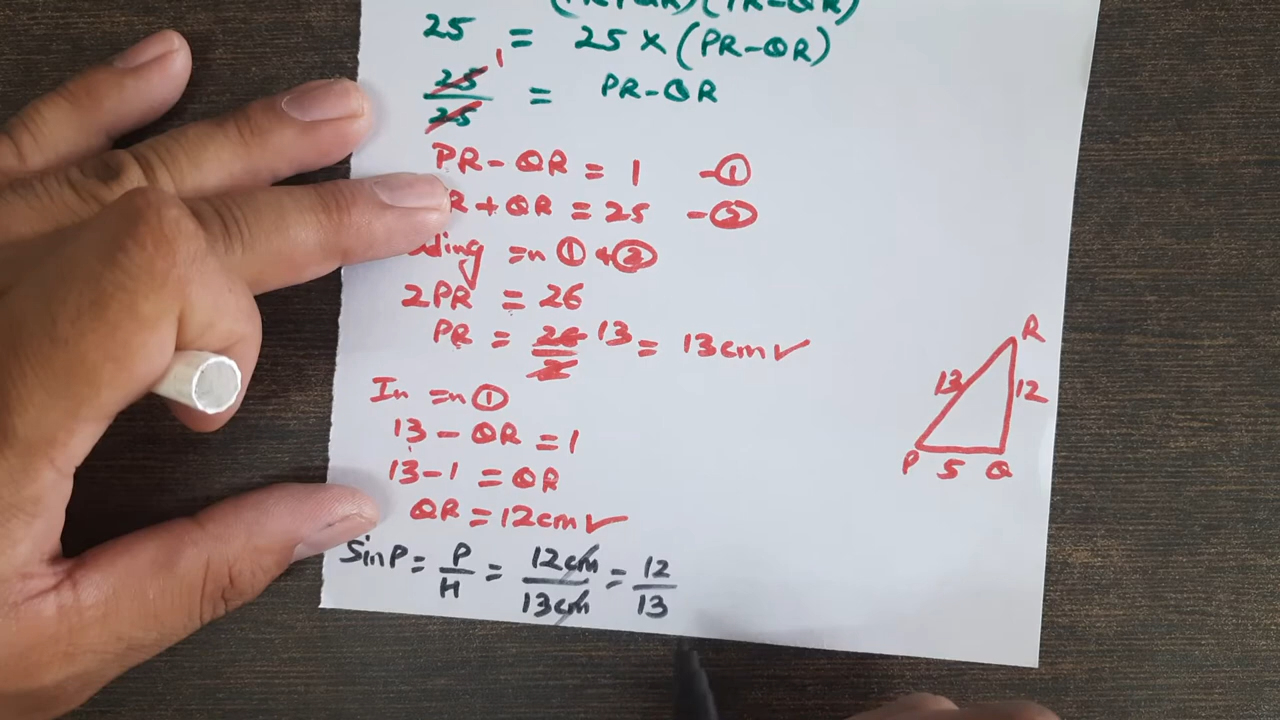 25 = 25 × (PR-QR)
25/25 1 = PR-QR
PR-QR = 1 -①
R+QR = 25 -②
=n ①+②
2PR = 26
PR = 26/2 13 = 13cm✓
In =n ①
13-QR = 1
13-1 = QR
QR = 12cm✓
Sin P = P/H = 12cm/13cm = 12/13
R
13
12
P 5 Q